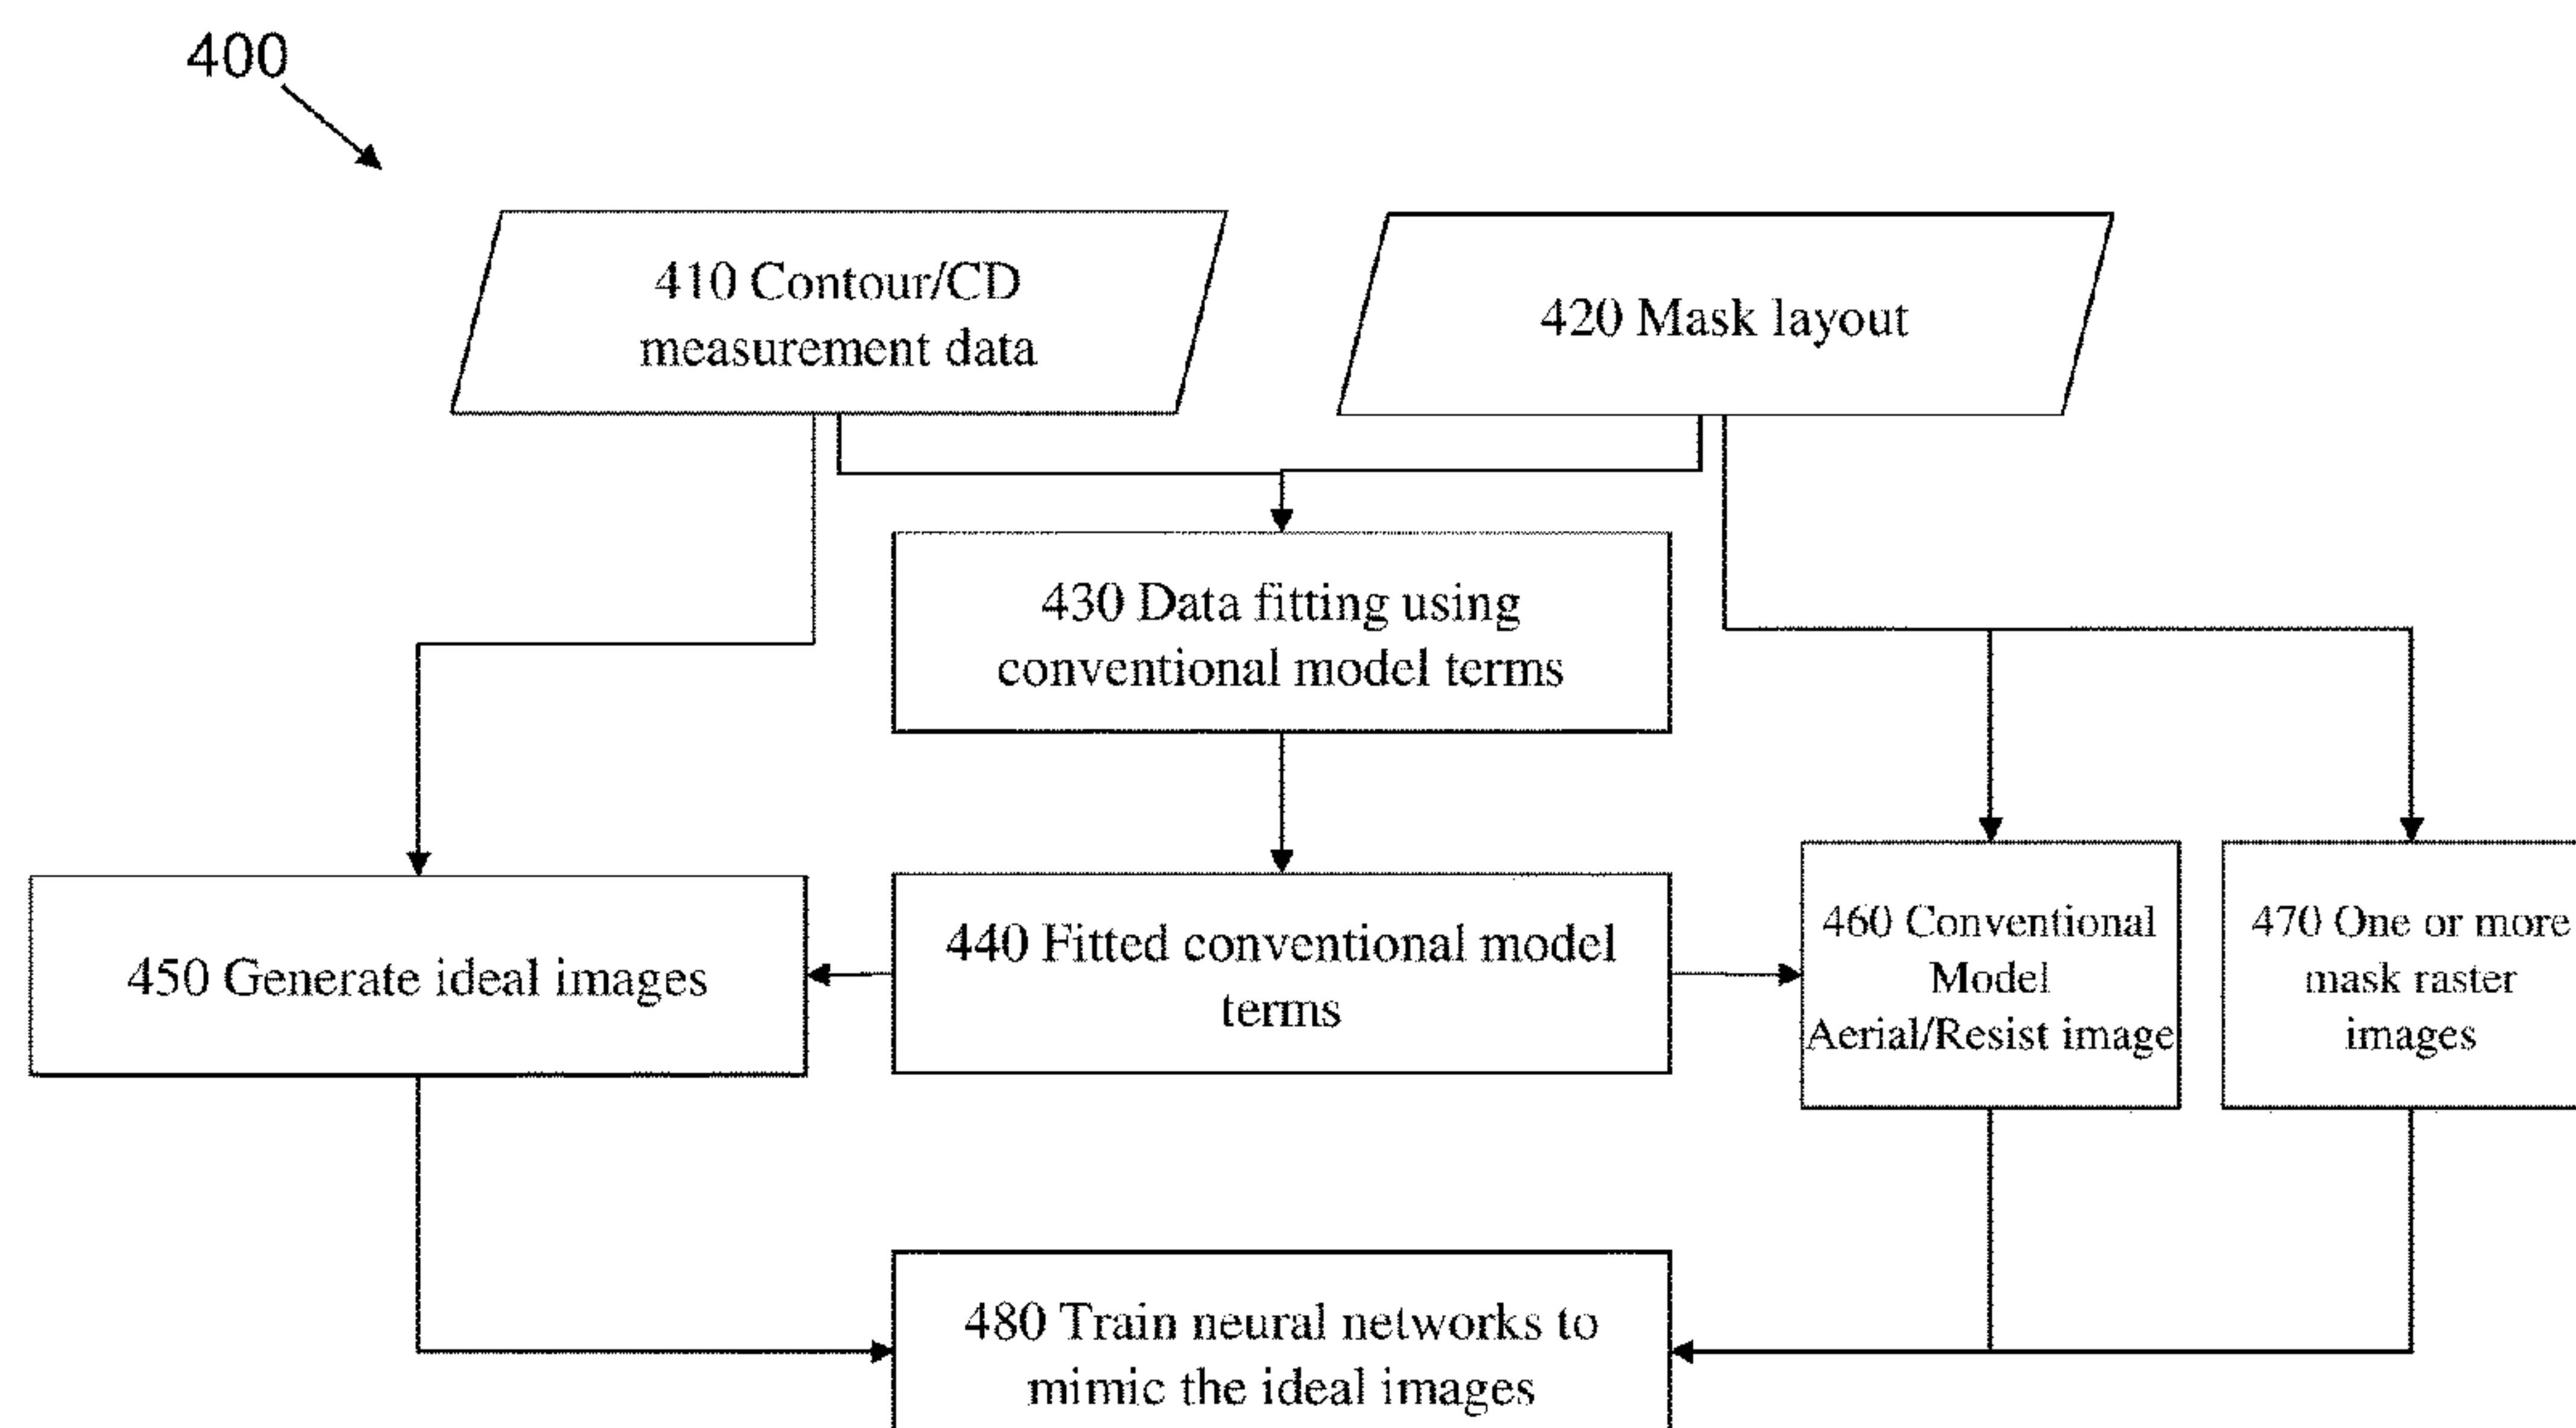 400
410 Contour/CD
measurement data
420 Mask layout
430 Data fitting using
conventional model terms
450 Generate ideal images
440 Fitted conventional model
terms
460 Conventional
Model
Aerial/Resist image
470 One or more
mask raster
images
480 Train neural networks to
mimic the ideal images